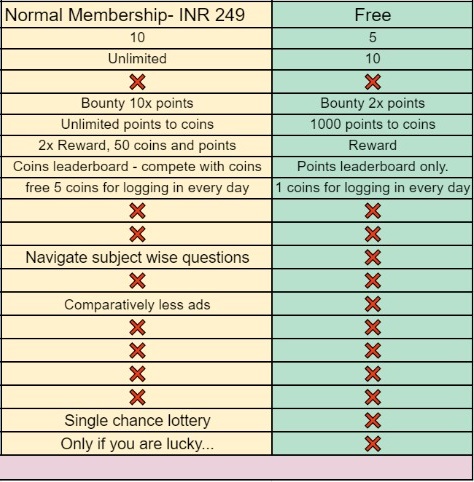 Normal Membership- INR 249 Free
10 5
Unlimited 10
Bounty 10x points Bounty 2x points
Unlimited points to coins 1000 points to coins
2x Reward, 50 coins and points Reward
Coins leaderboard - compete with coins Points leaderboard only.
free 5 coins for logging in every day 1 coins for logging in every day
Navigate subject wise questions
Comparatively less ads
Single chance lottery
Only if you are lucky...